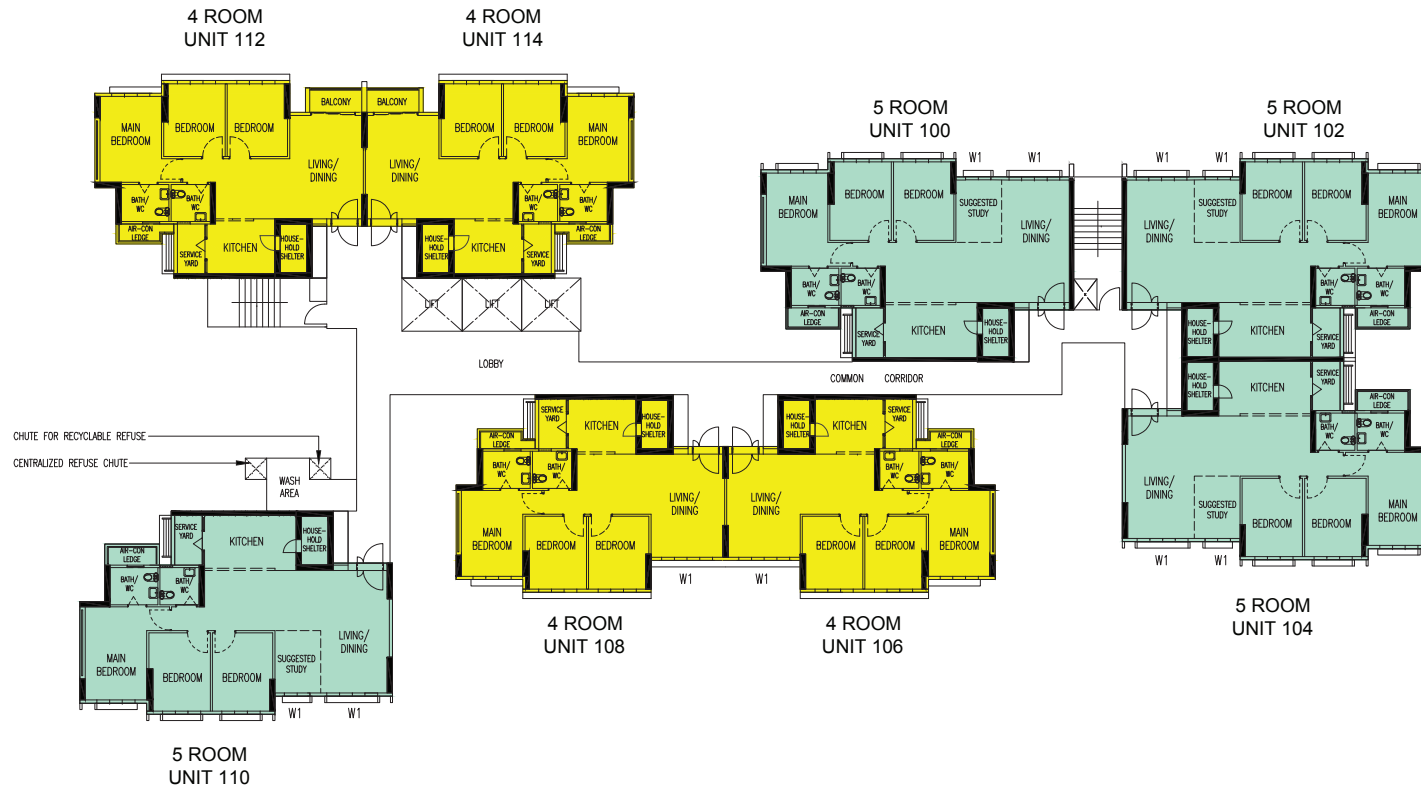 4 ROOM
UNIT 112
4 ROOM
UNIT 114
MAIN
BEDROOM
BEDROOM
BEDROOM
BALCONY
LIVING/
DINING
BATH/
WC
BATH/
WC
AIR-CON
LEDGE
SERVICE
YARD
KITCHEN
HOUSE-
HOLD
SHELTER
BALCONY
LIVING/
DINING
BEDROOM
BEDROOM
MAIN
BEDROOM
BATH/
WC
BATH/
WC
AIR-CON
LEDGE
HOUSE-
HOLD
SHELTER
KITCHEN
SERVICE
YARD
LIFT
LIFT
LIFT
5 ROOM
UNIT 100
5 ROOM
UNIT 102
W1
W1
MAIN
BEDROOM
BEDROOM
BEDROOM
SUGGESTED
STUDY
LIVING/
DINING
BATH/
WC
BATH/
WC
AIR-CON
LEDGE
SERVICE
YARD
KITCHEN
HOUSE-
HOLD
SHELTER
W1
W1
LIVING/
DINING
SUGGESTED
STUDY
BEDROOM
BEDROOM
MAIN
BEDROOM
BATH/
WC
BATH/
WC
AIR-CON
LEDGE
HOUSE-
HOLD
SHELTER
KITCHEN
SERVICE
YARD
LOBBY
COMMON CORRIDOR
HOUSE-
HOLD
SHELTER
KITCHEN
SERVICE
YARD
AIR-CON
LEDGE
BATH/
WC
BATH/
WC
LIVING/
DINING
SUGGESTED
STUDY
BEDROOM
BEDROOM
MAIN
BEDROOM
W1
W1
5 ROOM
UNIT 104
SERVICE
YARD
KITCHEN
HOUSE-
HOLD
SHELTER
AIR-CON
LEDGE
BATH/
WC
BATH/
WC
LIVING/
DINING
MAIN
BEDROOM
BEDROOM
BEDROOM
W1
4 ROOM
UNIT 108
HOUSE-
HOLD
SHELTER
KITCHEN
SERVICE
YARD
AIR-CON
LEDGE
BATH/
WC
BATH/
WC
LIVING/
DINING
BEDROOM
BEDROOM
MAIN
BEDROOM
W1
4 ROOM
UNIT 106
CHUTE FOR RECYCLABLE REFUSE
CENTRALIZED REFUSE CHUTE
WASH
AREA
SERVICE
YARD
KITCHEN
HOUSE-
HOLD
SHELTER
AIR-CON
LEDGE
BATH/
WC
BATH/
WC
MAIN
BEDROOM
BEDROOM
BEDROOM
SUGGESTED
STUDY
LIVING/
DINING
W1
W1
5 ROOM
UNIT 110